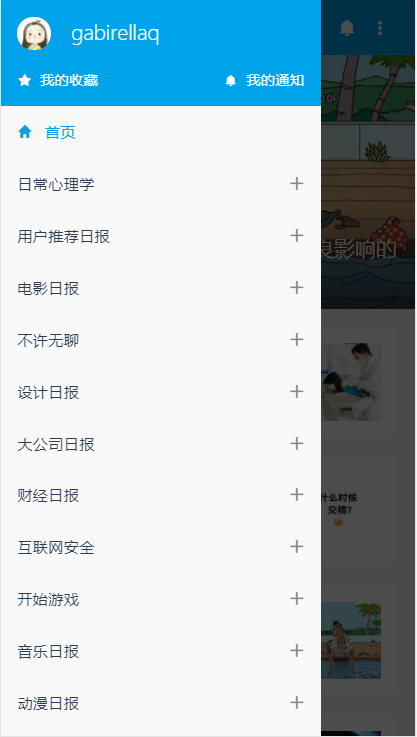 gabirellaq
我的收藏
我的通知
首页
日常心理学
用户推荐日报
电影日报
不许无聊
设计日报
大公司日报
财经日报
互联网安全
开始游戏
音乐日报
动漫日报
良影响的
什么时候
交稿?